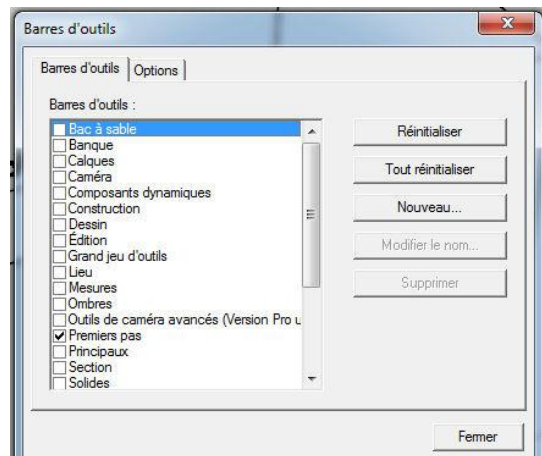 Barres d'outils
Barres d'outils
Options
Barres d'outils :
Bac à sable
Banque
Calques
Caméra
Composants dynamiques
Construction
Dessin
Édition
Grand jeu d'outils
Lieu
Mesures
Ombres
Outils de caméra avancés (Version Pro u
Premiers pas
Principaux
Section
Solides
Réinitialiser
Tout réinitialiser
Nouveau...
Modifier le nom...
Supprimer
Fermer